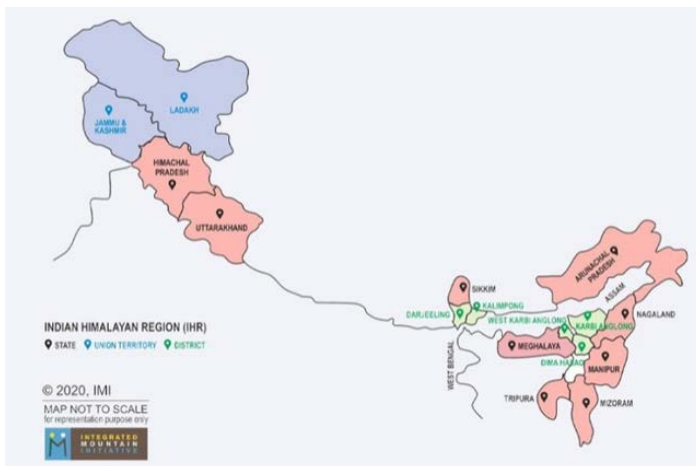 LADAKH
JAMMU &
KASHMIR
HIMACHAL
PRADESH
UTTARAKHAND
ARUNACHAL
PRADESH
SIKKIM
ASSAM
KALIMPONG
DARJEELING
WEST KARBI ANGLONG
KARBI ANGLONG
NAGALAND
MEGHALAYA
DIMA HASAO
MANIPUR
WEST BENGAL
TRIPURA
MIZORAM
INDIAN HIMALAYAN REGION (IHR)
STATE UNION TERRITORY DISTRICT
© 2020, IMI
MAP NOT TO SCALE
for representation purpose only
INTEGRATED
MOUNTAIN
INITIATIVE